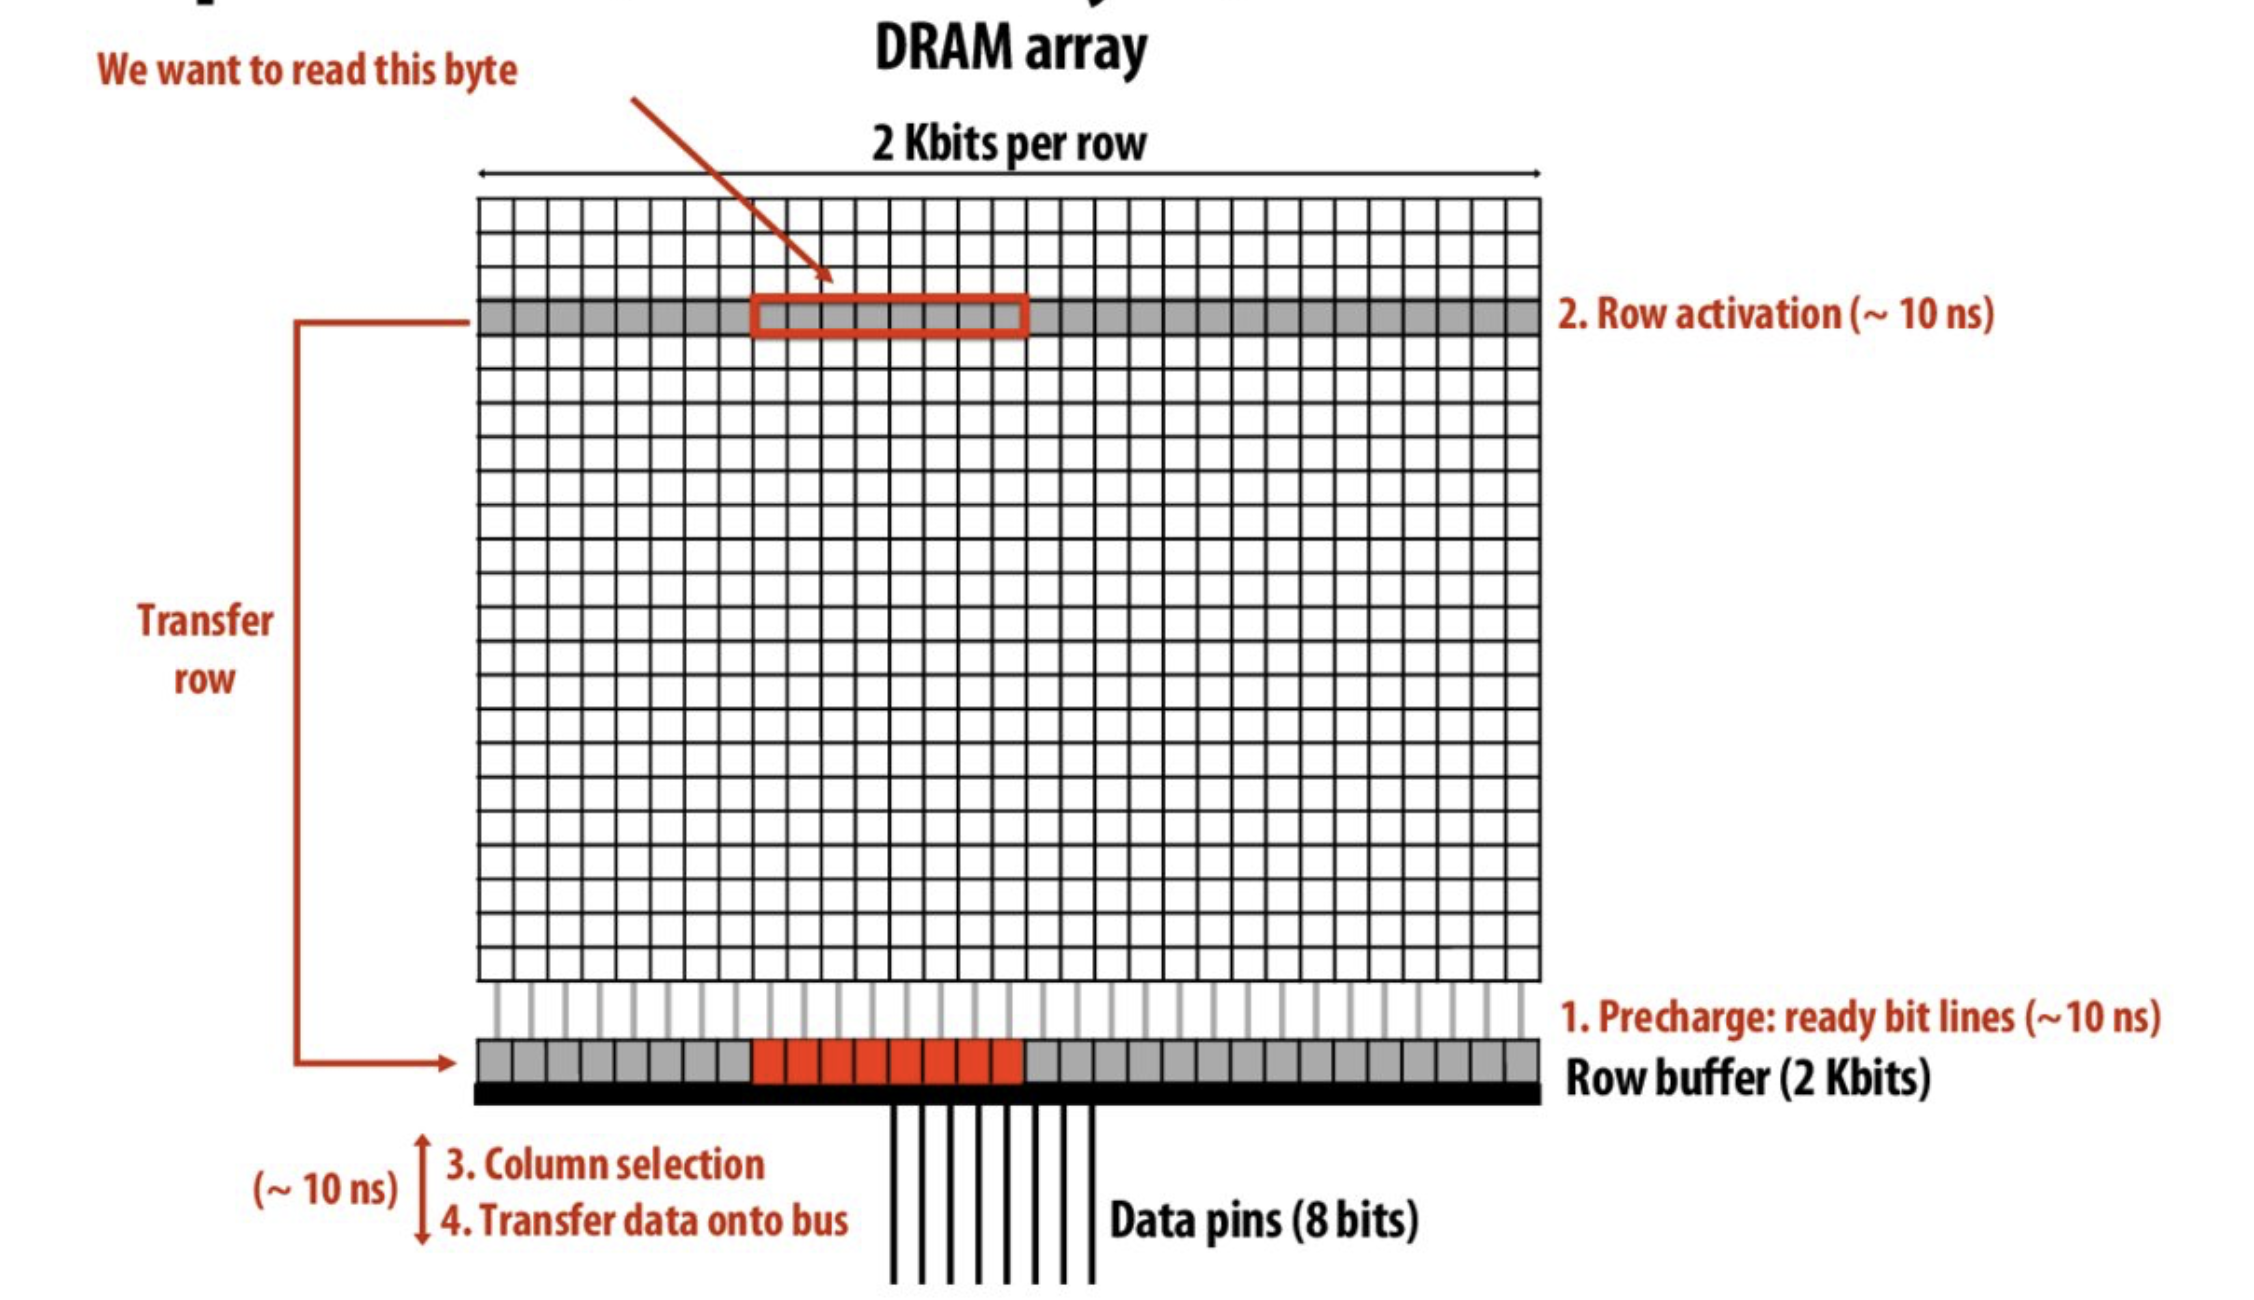 DRAM array
We want to read this byte
2 Kbits per row
2. Row activation (~ 10 ns)
Transfer
row
1. Precharge: ready bit lines (~10 ns)
Row buffer (2 Kbits)
(~ 10 ns)
3. Column selection
4. Transfer data onto bus
Data pins (8 bits)